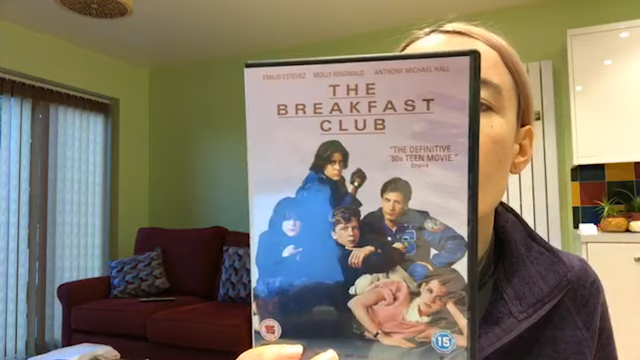 EMILIO ESTEVEZ MOLLY RINGWALD ANTHONY MICHAEL HALL
THE
BREAKFAST
CLUB
"THE DEFINITIVE
'80s TEEN MOVIE."
Empire
15
15